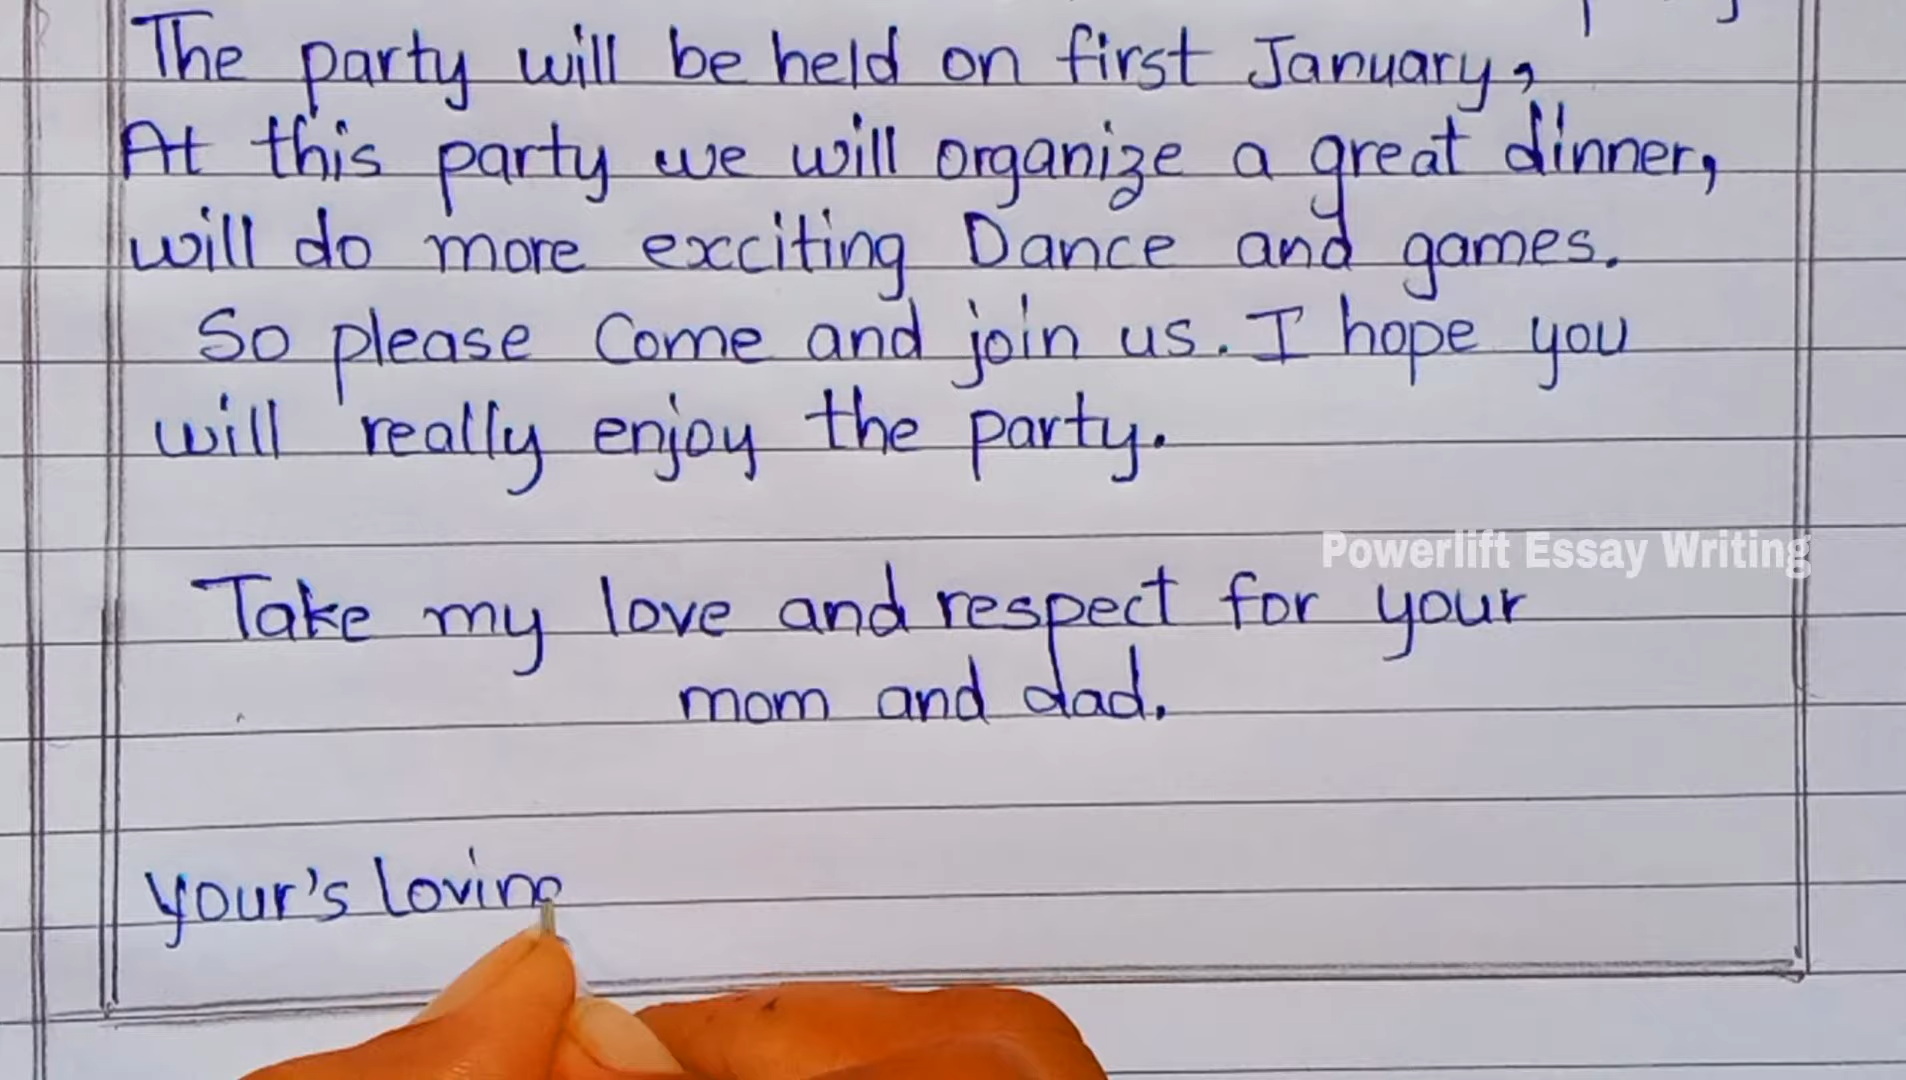 The party will be held on first January,
At this party we will organize a great dinner,
will do more exciting Dance and games.
So please Come and join us. I hope you
will really enjoy the party.
Powerlift Essay Writing
Take my love and respect for your
mom and dad.
Your's loving